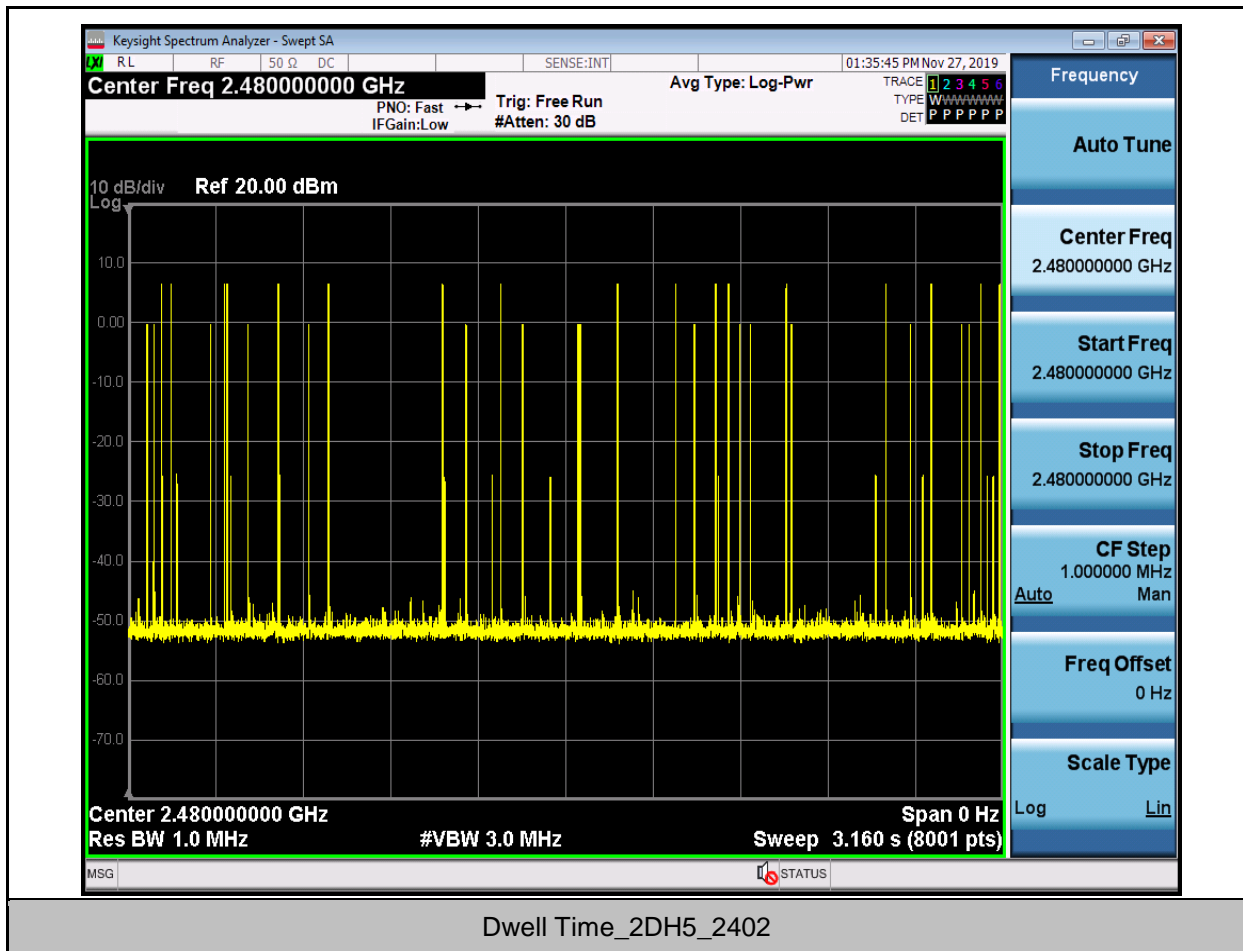 Keysight Spectrum Analyzer - Swept SA
LXI RL RF 50 Ω DC SENSE:INT 01:35:45 PM Nov 27, 2019
Center Freq 2.480000000 GHz
PNO: Fast
IFGain:Low
Trig: Free Run
#Atten: 30 dB
Avg Type: Log-Pwr
TRACE 1 2 3 4 5 6
TYPE WWWWWW
DET P P P P P P
10 dB/div Ref 20.00 dBm
Log
10.0
0.00
-10.0
-20.0
-30.0
-40.0
-50.0
-60.0
-70.0
Center 2.480000000 GHz Span 0 Hz
Res BW 1.0 MHz #VBW 3.0 MHz Sweep 3.160 s (8001 pts)
MSG STATUS
Frequency
Auto Tune
Center Freq
2.480000000 GHz
Start Freq
2.480000000 GHz
Stop Freq
2.480000000 GHz
CF Step
1.000000 MHz
Auto Man
Freq Offset
0 Hz
Scale Type
Log Lin
Dwell Time_2DH5_2402